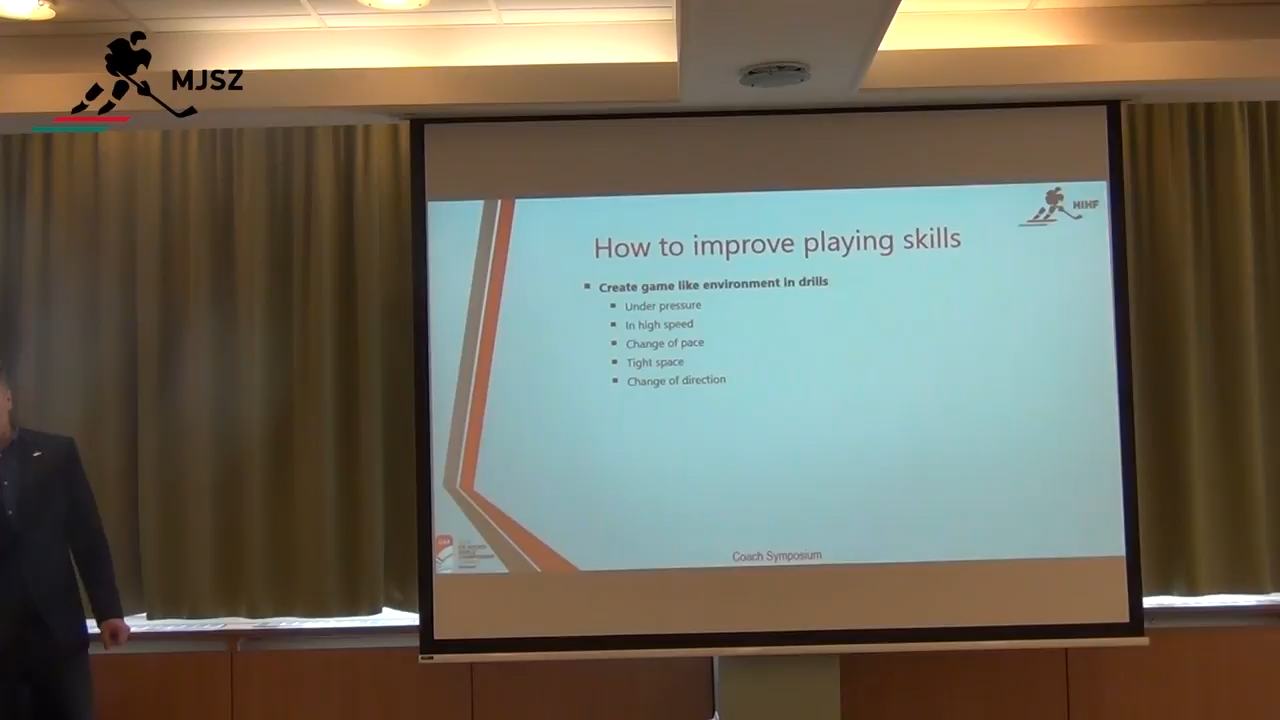 MJSZ
MIHF
How to improve playing skills
Create game like environment in drills
Under pressure
In high speed
Change of pace
Tight space
Change of direction
Coach Symposium